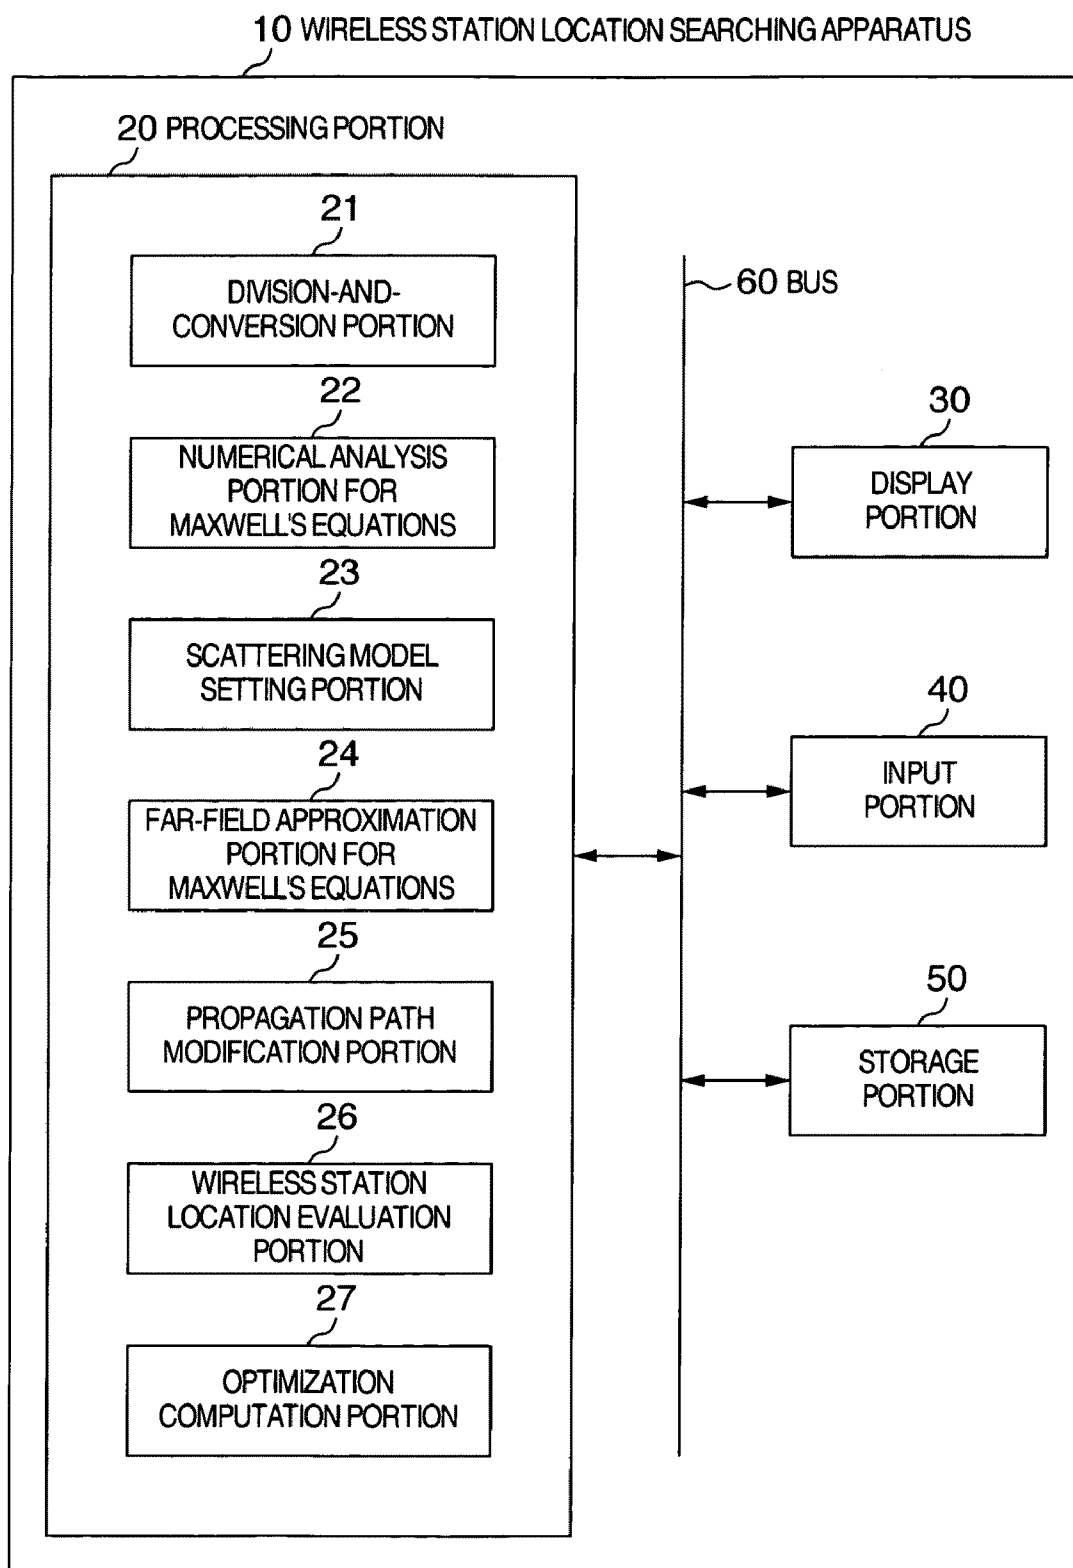 10 WIRELESS STATION LOCATION SEARCHING APPARATUS
20 PROCESSING PORTION
21
DIVISION-AND-
CONVERSION PORTION
22
NUMERICAL ANALYSIS
PORTION FOR
MAXWELL'S EQUATIONS
23
SCATTERING MODEL
SETTING PORTION
24
FAR-FIELD APPROXIMATION
PORTION FOR
MAXWELL'S EQUATIONS
25
PROPAGATION PATH
MODIFICATION PORTION
26
WIRELESS STATION
LOCATION EVALUATION
PORTION
27
OPTIMIZATION
COMPUTATION PORTION
60 BUS
30
DISPLAY
PORTION
40
INPUT
PORTION
50
STORAGE
PORTION